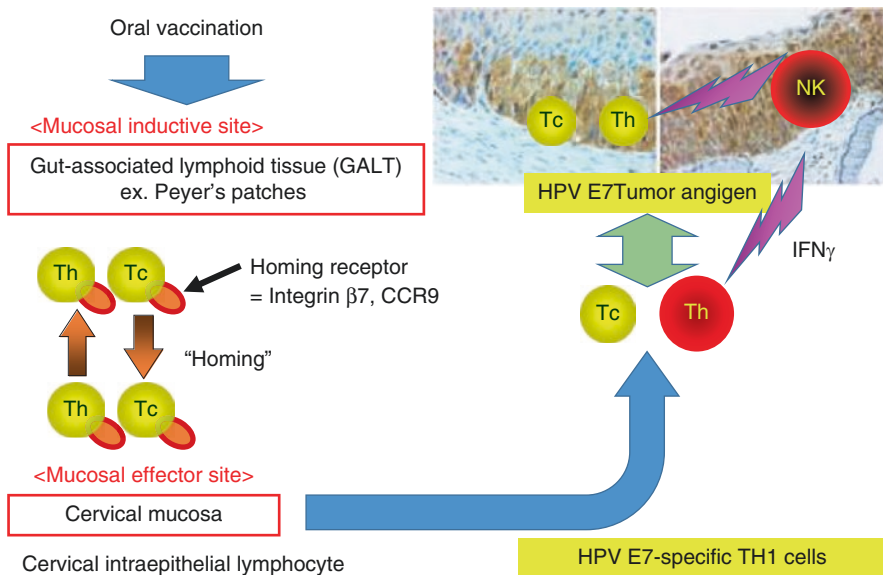 Oral vaccination
<Mucosal inductive site>
Gut-associated lymphoid tissue (GALT)
ex. Peyer's patches
Th
Tc
Homing receptor
= Integrin β7, CCR9
“Homing”
Th
Tc
<Mucosal effector site>
Cervical mucosa
Cervical intraepithelial lymphocyte
Tc
Th
NK
HPV E7Tumor angigen
IFNγ
Tc
Th
HPV E7-specific TH1 cells